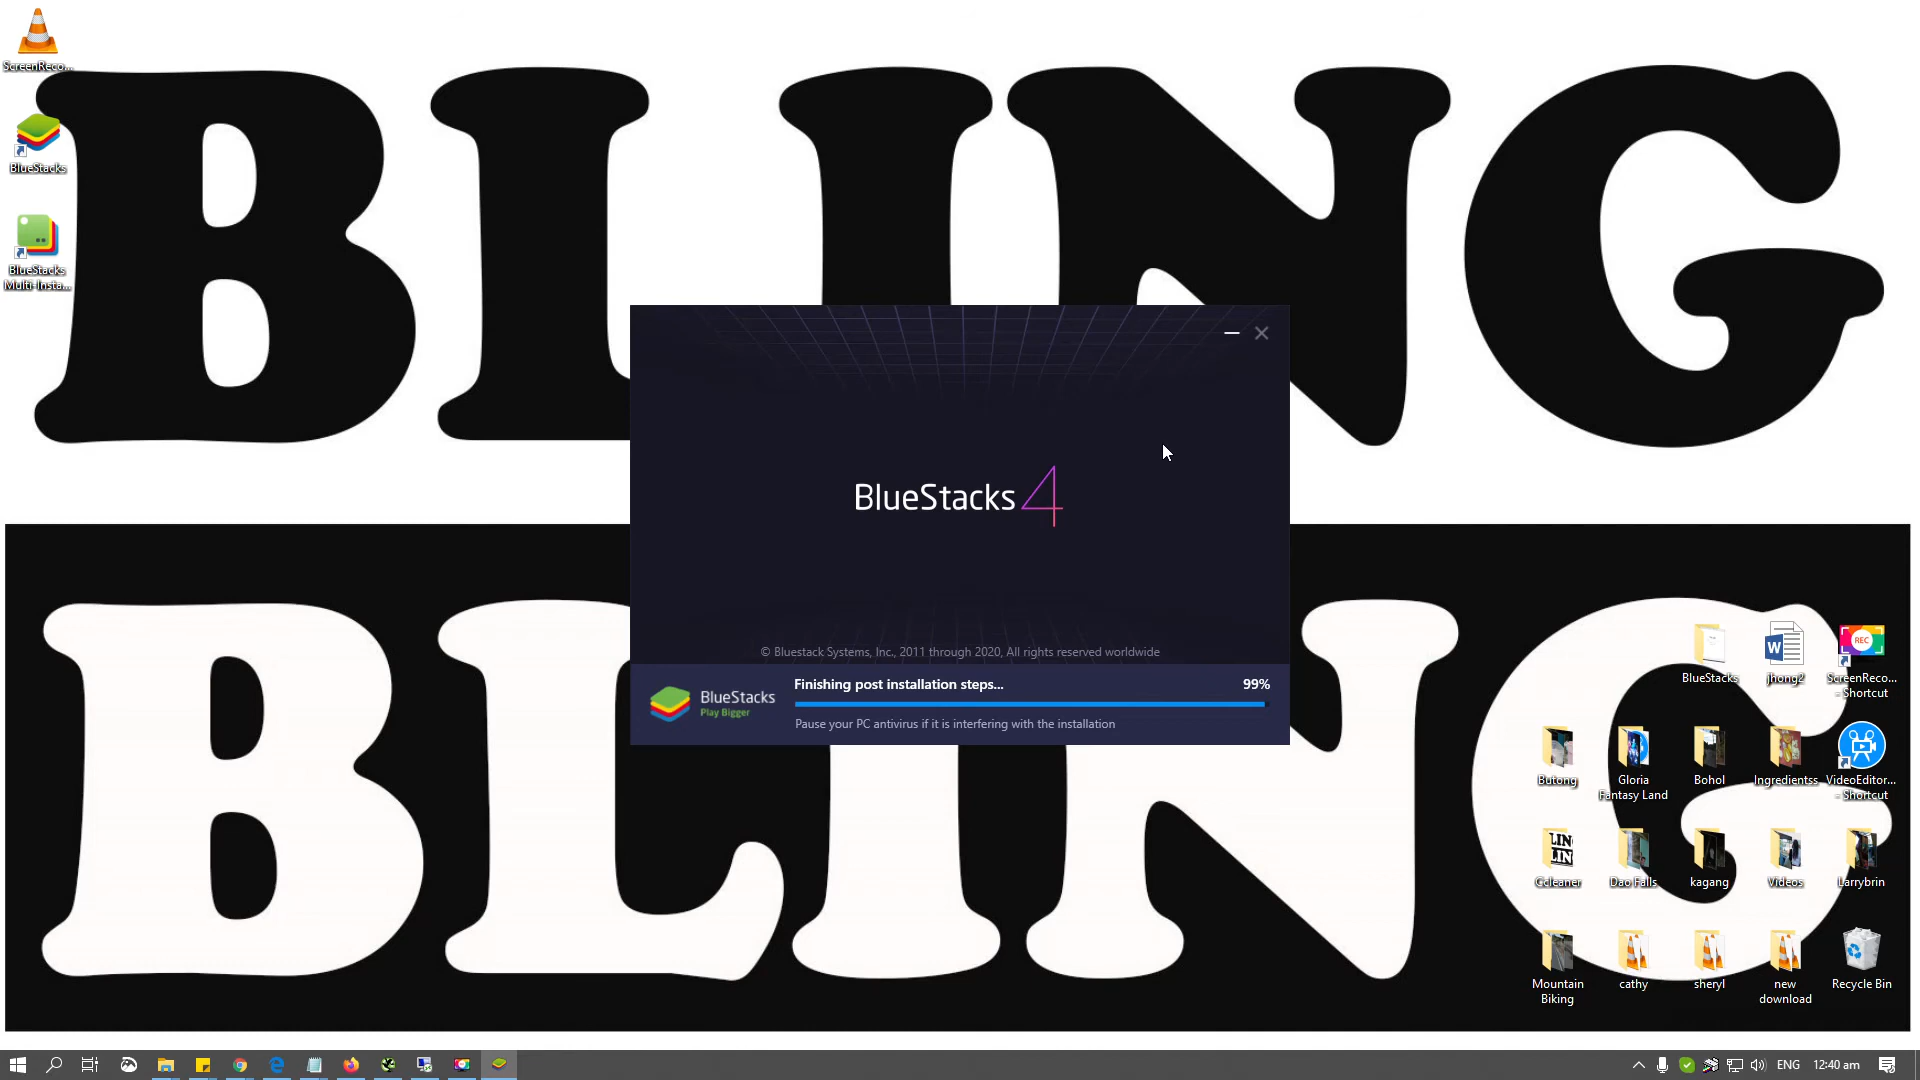 BLING
BLING
ScreenReco...
BlueStacks
BlueStacks
Multi-Insta...
BlueStacks 4
© Bluestack Systems, Inc., 2011 through 2020, All rights reserved worldwide
BlueStacks
Play Bigger
Finishing post installation steps...
99%
Pause your PC antivirus if it is interfering with the installation
BlueStacks
jhong2
ScreenReco...
- Shortcut
REC
Butong
Gloria
Fantasy Land
Bohol
Ingredientss
VideoEditor...
- Shortcut
Ccleaner
Dao Falls
kagang
Videos
Larrybrin
Mountain
Biking
cathy
sheryl
new
download
Recycle Bin
ENG
12:40 am